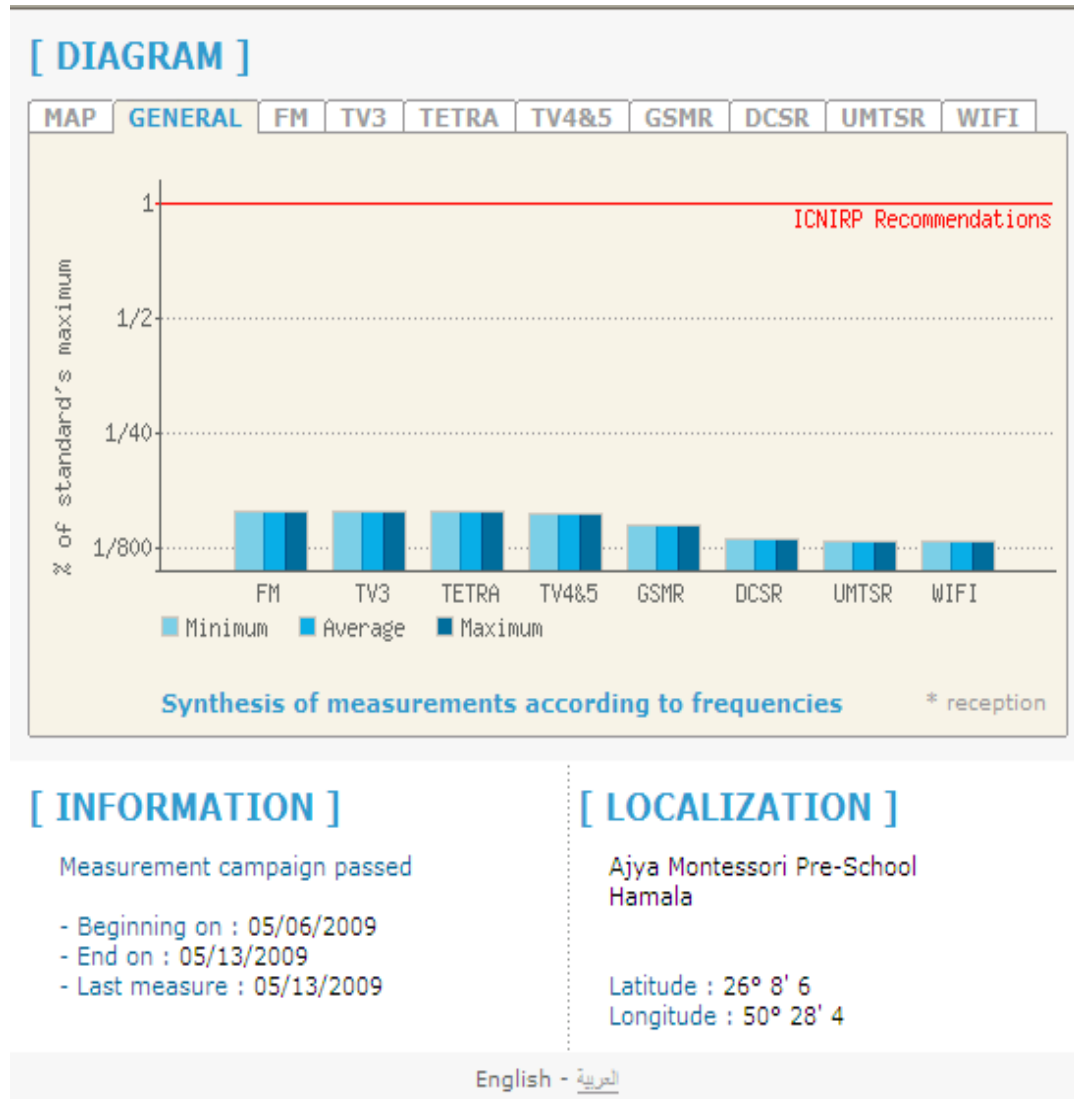 [ DIAGRAM ]
MAP GENERAL FM TV3 TETRA TV4&5 GSMR DCSR UMTSR WIFI
1
ICNIRP Recommendations
% of standard's maximum
1/2
1/40
1/800
FM TV3 TETRA TV4&5 GSMR DCSR UMTSR WIFI
Minimum Average Maximum
Synthesis of measurements according to frequencies * reception
[ INFORMATION ]
Measurement campaign passed
- Beginning on : 05/06/2009
- End on : 05/13/2009
- Last measure : 05/13/2009
[ LOCALIZATION ]
Ajya Montessori Pre-School
Hamala
Latitude : 26° 8' 6
Longitude : 50° 28' 4
English - العربية